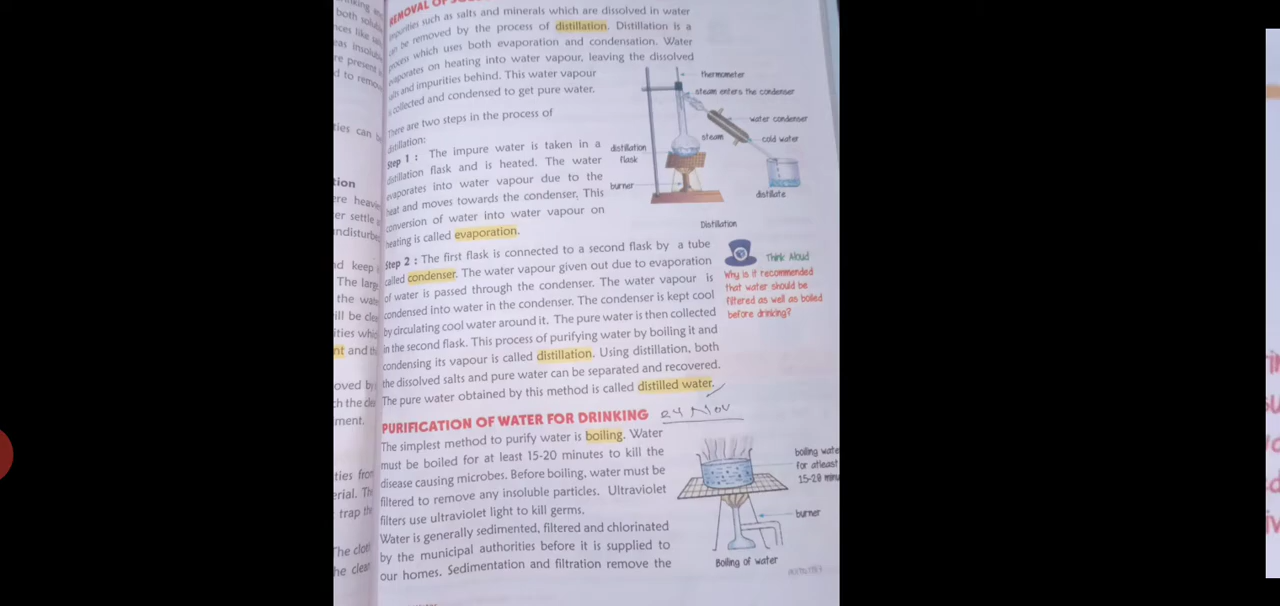 REMOVAL OF
impurities such as salts and minerals which are dissolved in water
can be removed by the process of distillation. Distillation is a
process which uses both evaporation and condensation. Water
evaporates on heating into water vapour, leaving the dissolved
salts and impurities behind. This water vapour
is collected and condensed to get pure water.
There are two steps in the process of
distillation:
Step 1 : The impure water is taken in a
distillation flask and is heated. The water
evaporates into water vapour due to the
heat and moves towards the condenser. This
conversion of water into water vapour on
heating is called evaporation.
thermometer
steam enters the condenser
water condenser
steam
cold water
distillation
flask
burner
distillate
Distillation
Step 2 : The first flask is connected to a second flask by a tube
called condenser. The water vapour given out due to evaporation
of water is passed through the condenser. The water vapour is
condensed into water in the condenser. The condenser is kept cool
by circulating cool water around it. The pure water is then collected
in the second flask. This process of purifying water by boiling it and
condensing its vapour is called distillation. Using distillation, both
the dissolved salts and pure water can be separated and recovered.
The pure water obtained by this method is called distilled water.
Think Aloud
Why is it recommended
that water should be
filtered as well as boiled
before drinking?
PURIFICATION OF WATER FOR DRINKING 24 Nov
The simplest method to purify water is boiling. Water
must be boiled for at least 15-20 minutes to kill the
disease causing microbes. Before boiling, water must be
filtered to remove any insoluble particles. Ultraviolet
filters use ultraviolet light to kill germs.
Water is generally sedimented, filtered and chlorinated
by the municipal authorities before it is supplied to
our homes. Sedimentation and filtration remove the
boiling wate
for atleast
15-20 minu
burner
Boiling of water